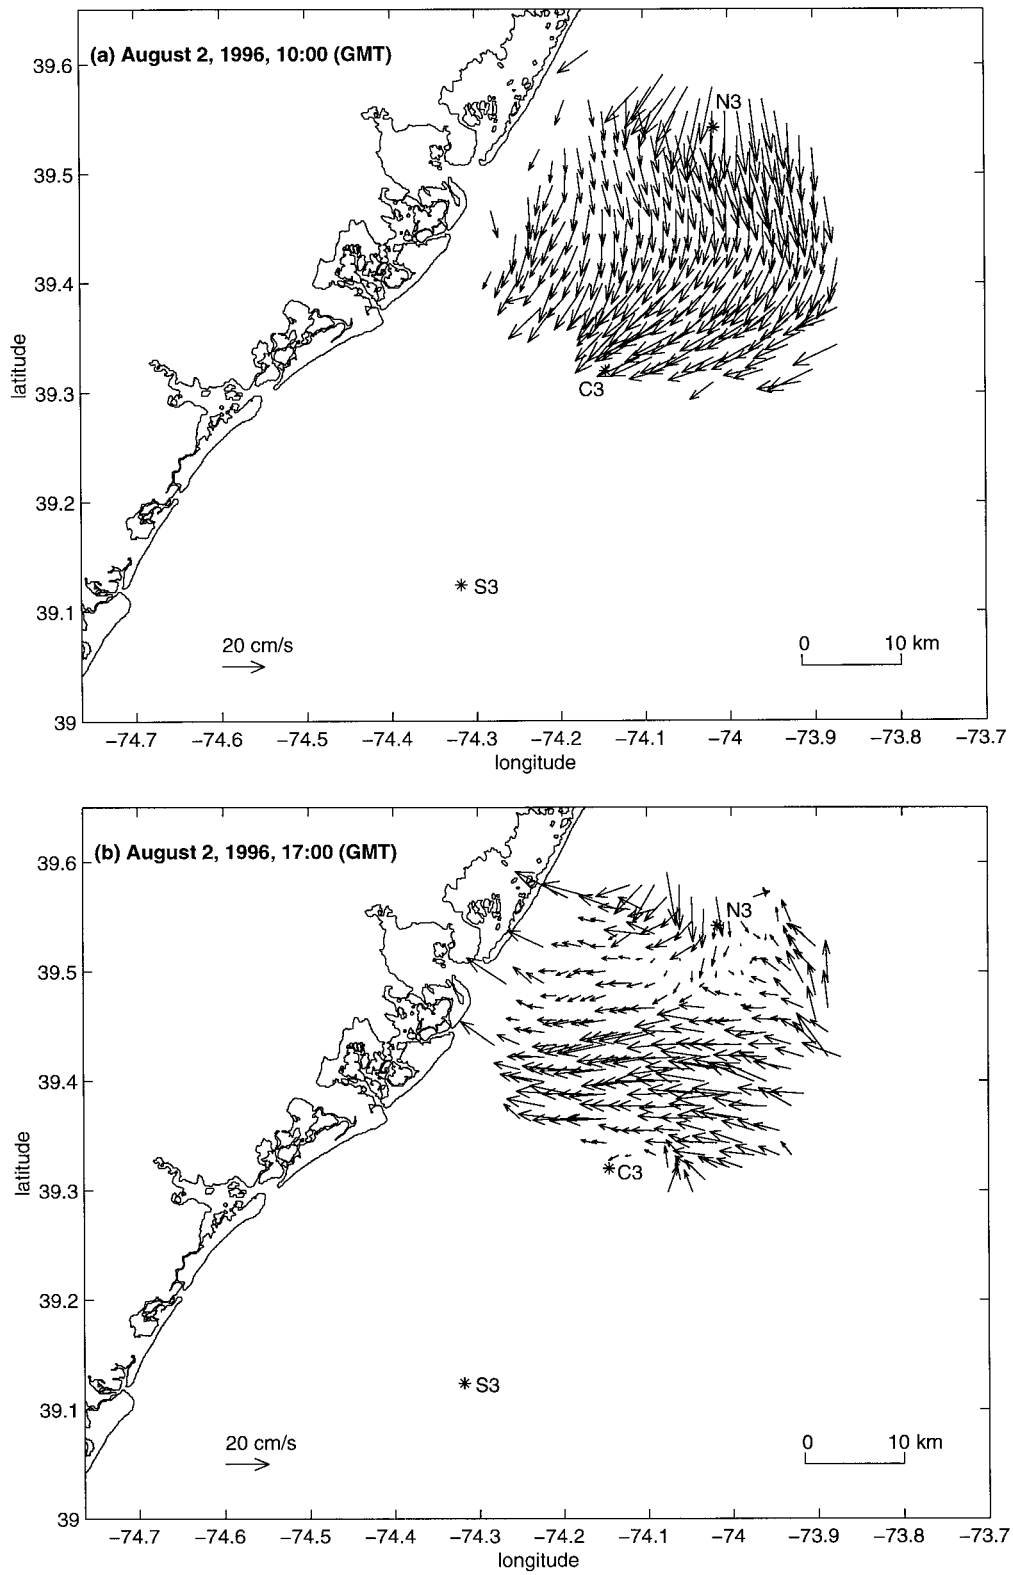 (a) August 2, 1996, 10:00 (GMT)
39.6
N3
39.5
39.4
latitude
39.3
C3
39.2
S3
39.1
20 cm/s
0 10 km
39
−74.7 −74.6 −74.5 −74.4 −74.3 −74.2 −74.1 −74 −73.9 −73.8 −73.7
longitude
(b) August 2, 1996, 17:00 (GMT)
39.6
N3
39.5
39.4
latitude
39.3
C3
39.2
S3
39.1
20 cm/s
0 10 km
39
−74.7 −74.6 −74.5 −74.4 −74.3 −74.2 −74.1 −74 −73.9 −73.8 −73.7
longitude